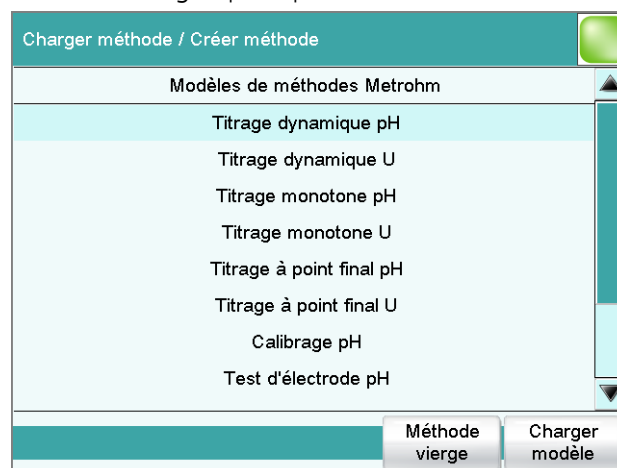 Charger méthode / Créer méthode
Modèles de méthodes Metrohm
Titrage dynamique pH
Titrage dynamique U
Titrage monotone pH
Titrage monotone U
Titrage à point final pH
Titrage à point final U
Calibrage pH
Test d'électrode pH
Méthode vierge
Charger modèle